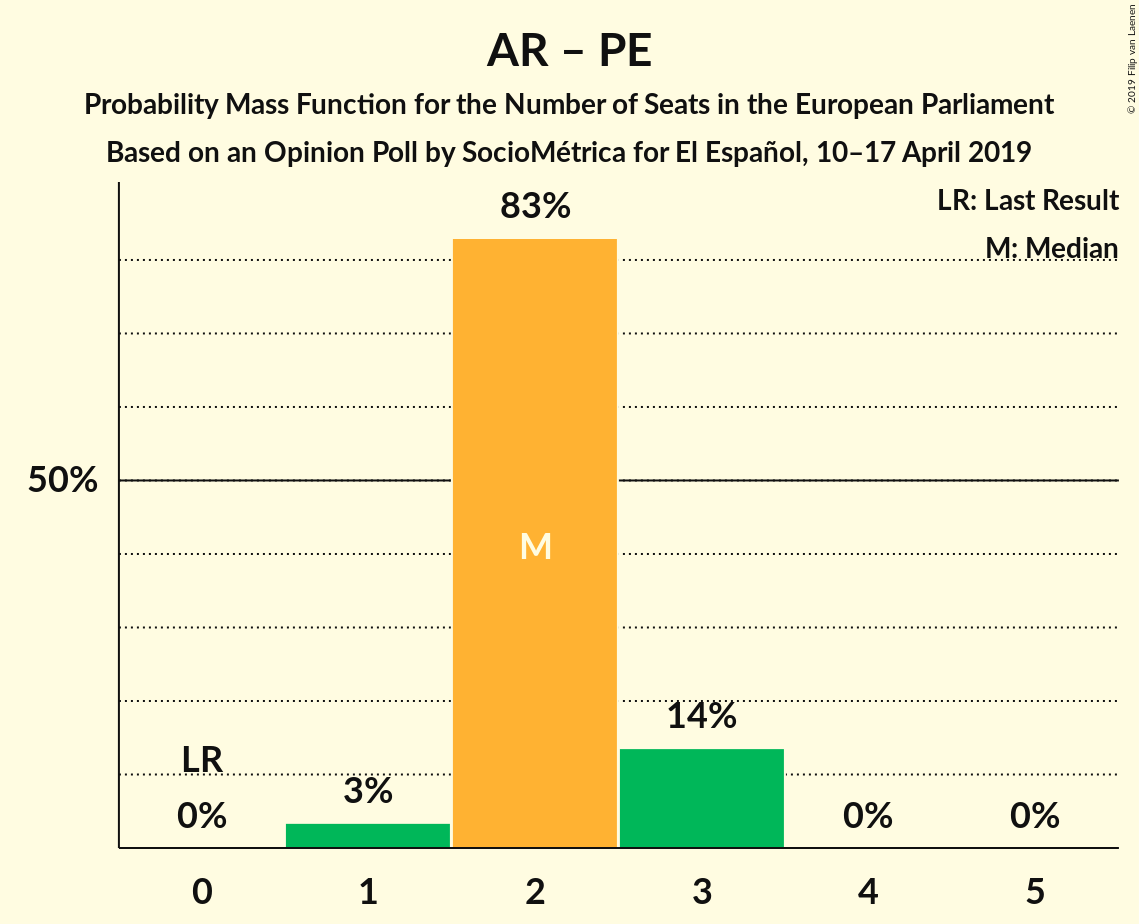 AR – PE
Probability Mass Function for the Number of Seats in the European Parliament
Based on an Opinion Poll by SocioMétrica for El Español, 10–17 April 2019
© 2019 Filip van Laenen
LR: Last Result
M: Median
83%
50%
M
14%
LR
3%
0%
0%
0%
0 1 2 3 4 5